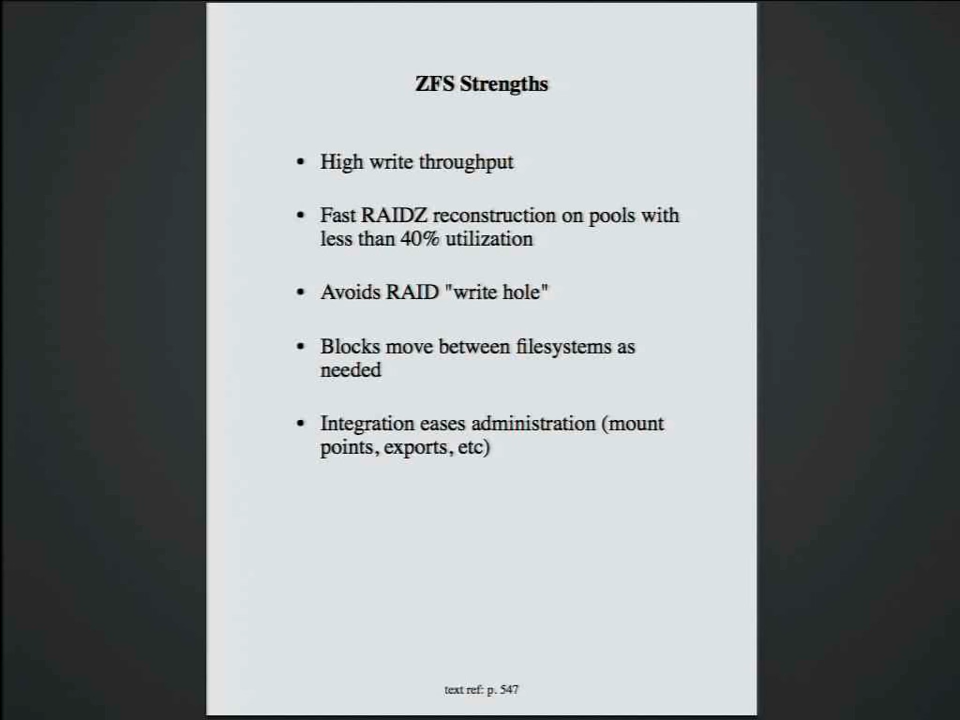 ZFS Strengths
• High write throughput
• Fast RAIDZ reconstruction on pools with
less than 40% utilization
• Avoids RAID "write hole"
• Blocks move between filesystems as
needed
• Integration eases administration (mount
points, exports, etc)
text ref: p. 547